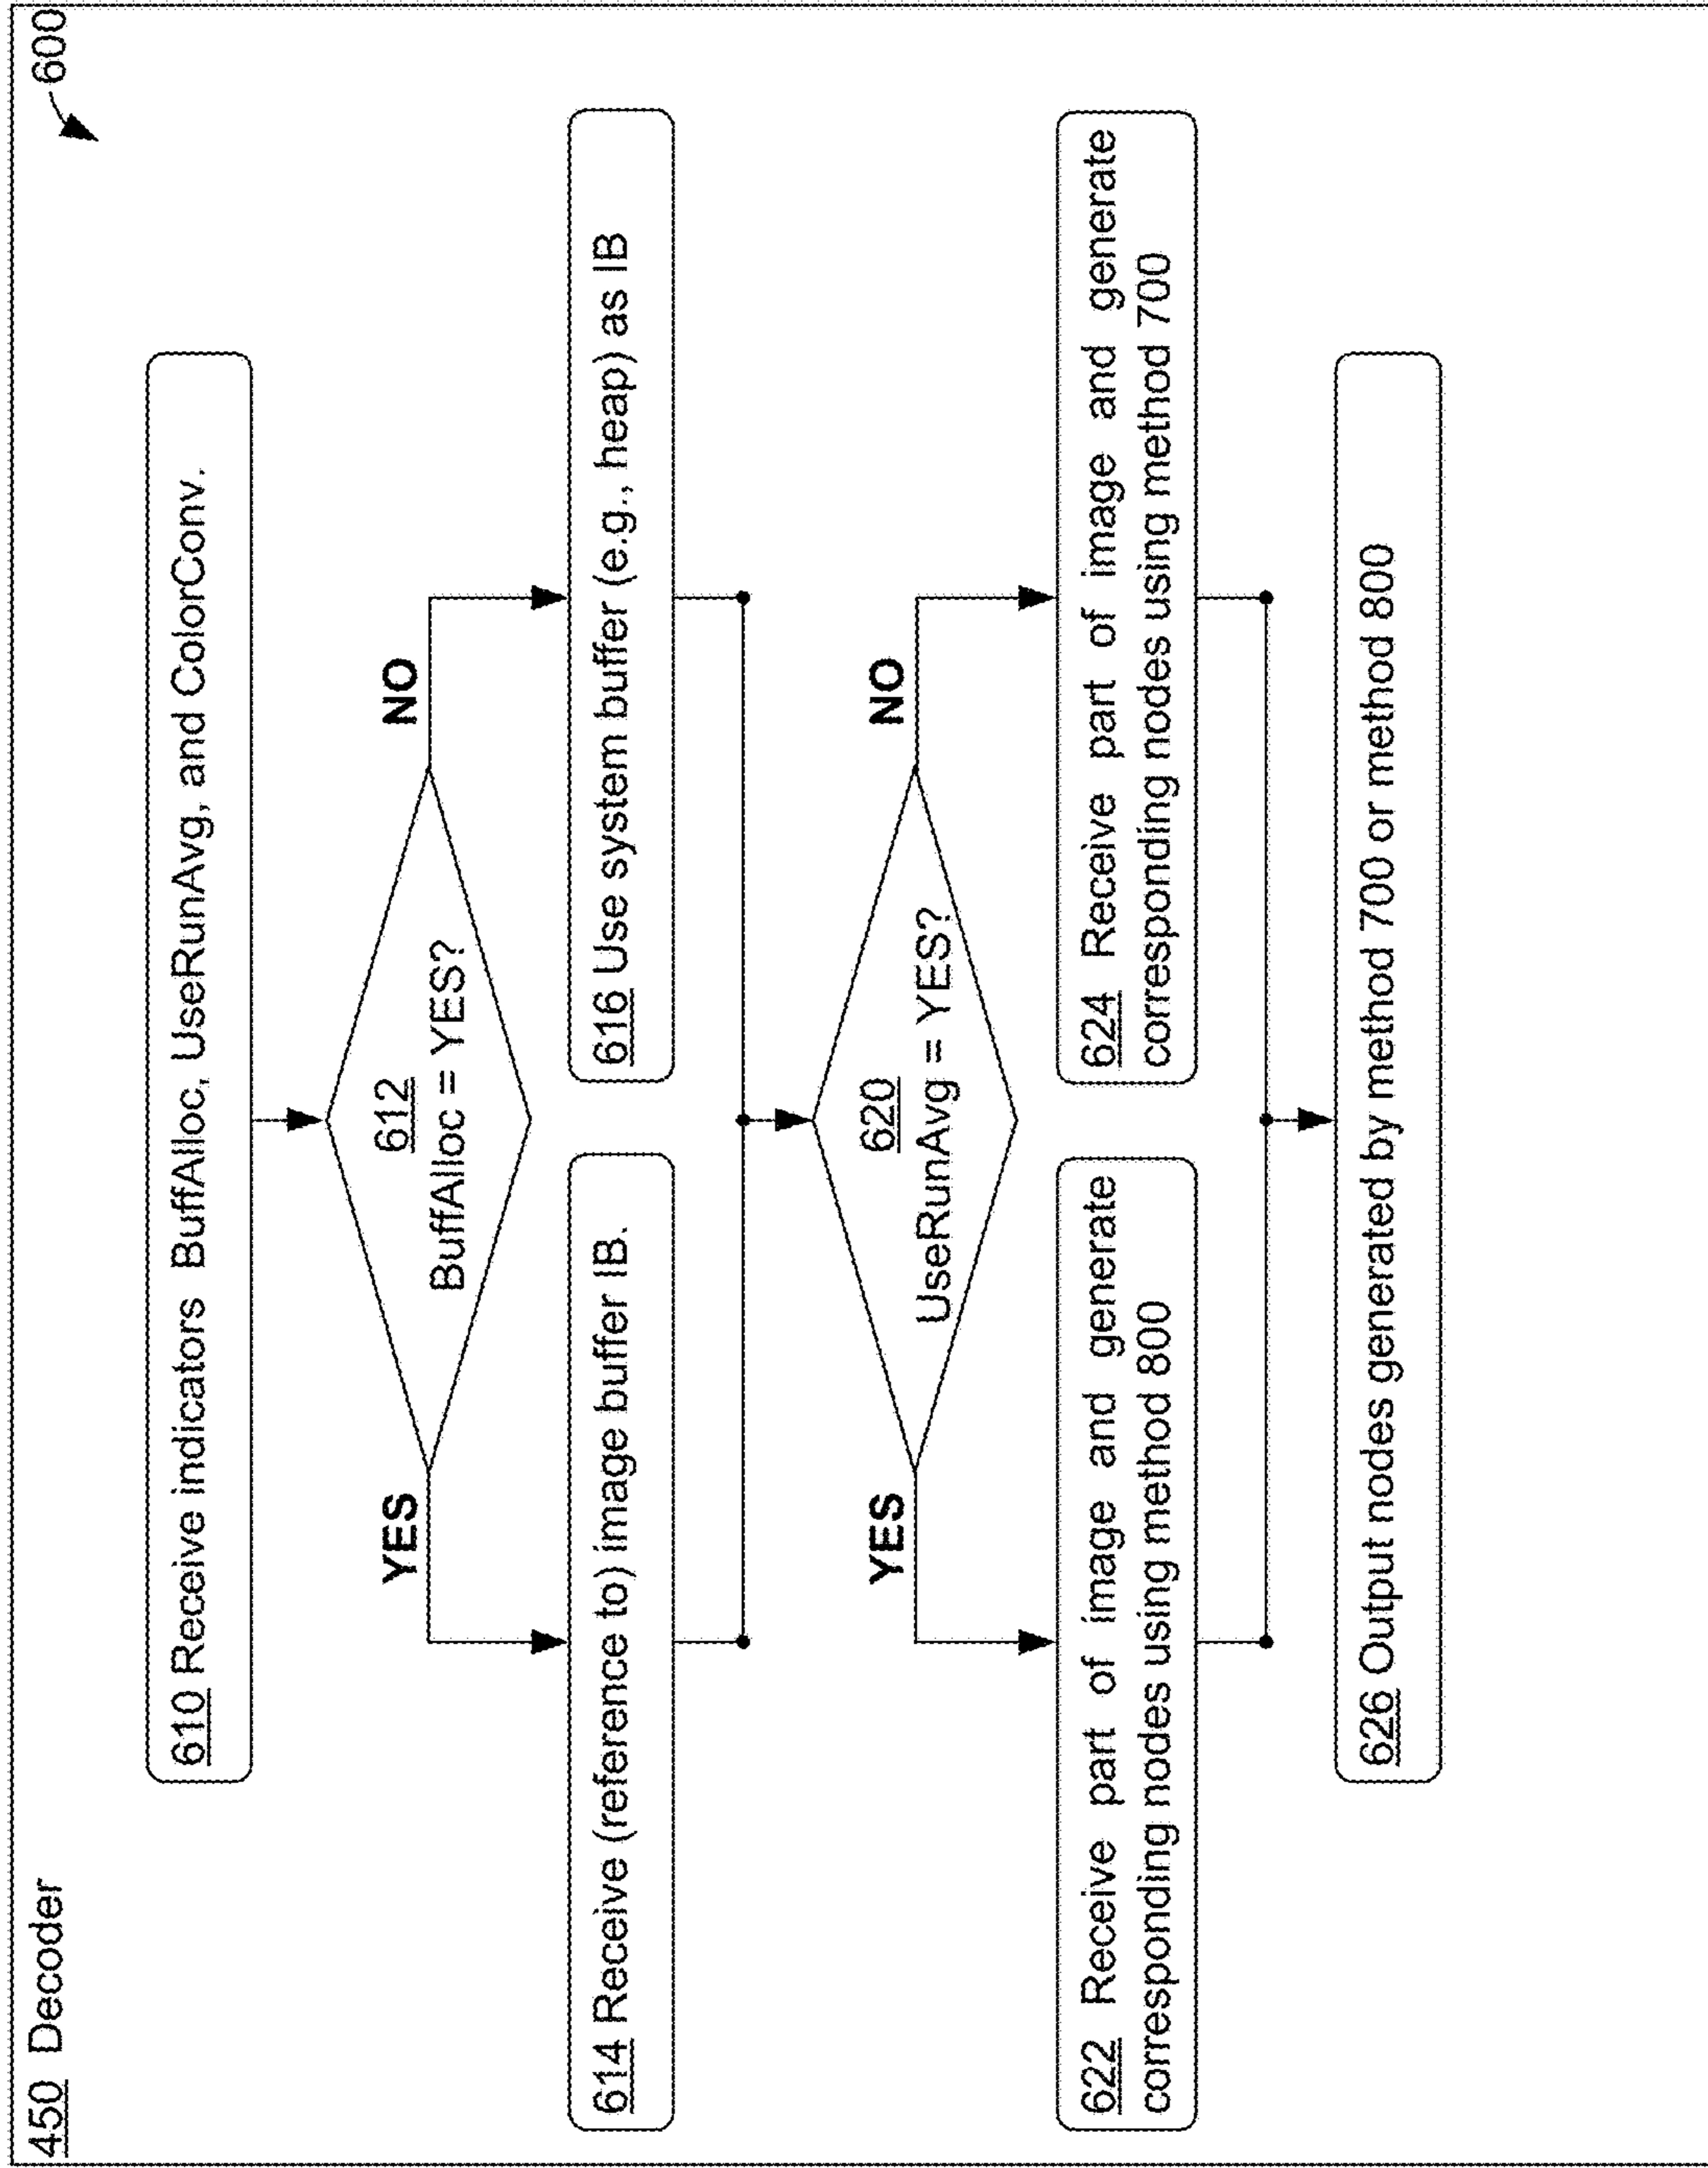 450 Decoder
600
610 Receive indicators BuffAlloc, UseRunAvg, and ColorConv.
612
BuffAlloc = YES?
YES
NO
614 Receive (reference to) image buffer IB.
616 Use system buffer (e.g., heap) as IB
620
UseRunAvg = YES?
YES
NO
622 Receive part of image and generate
corresponding nodes using method 800
624 Receive part of image and generate
corresponding nodes using method 700
626 Output nodes generated by method 700 or method 800